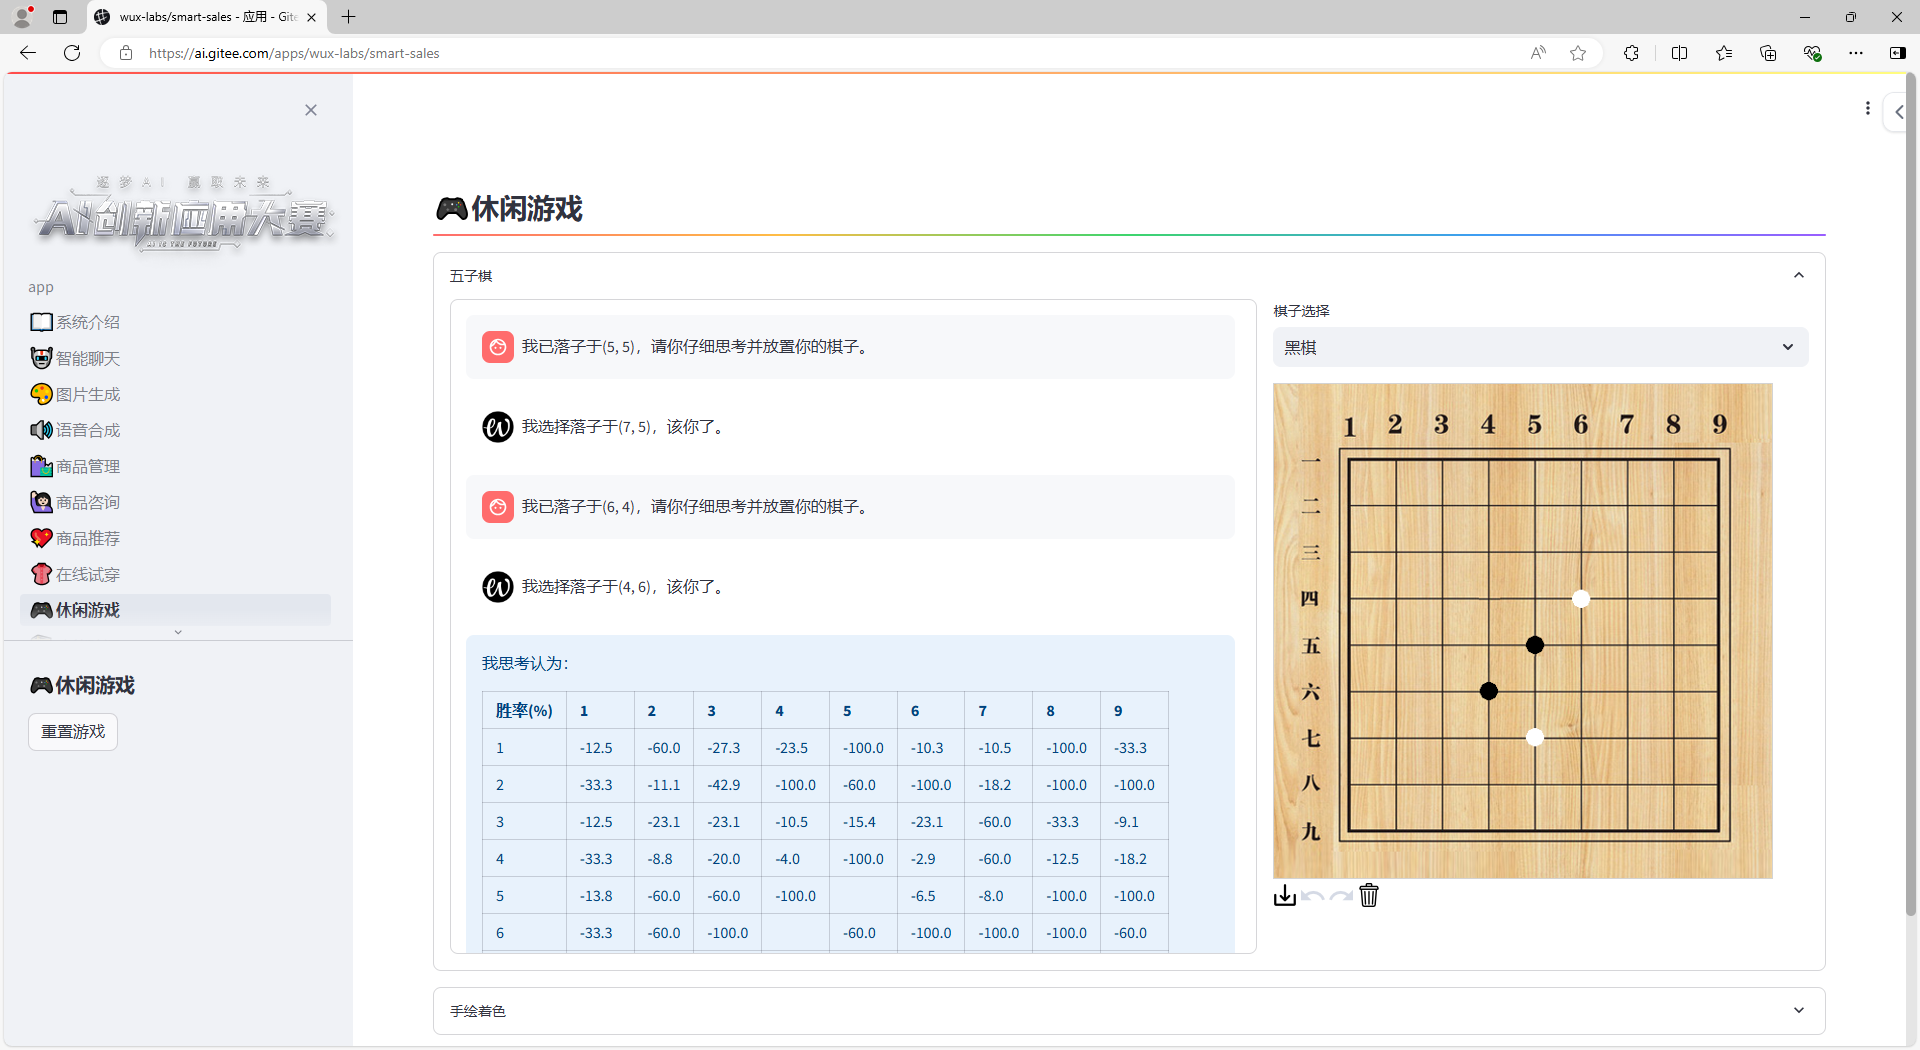 wux-labs/smart-sales - 应用 - Gite
https://ai.gitee.com/apps/wux-labs/smart-sales
逐梦AI 赢取未来
AI创新应用大赛
AI IS THE FUTURE
app
系统介绍
智能聊天
图片生成
语音合成
商品管理
商品咨询
商品推荐
在线试穿
休闲游戏
休闲游戏
重置游戏
休闲游戏
五子棋
我已落子于(5, 5)，请你仔细思考并放置你的棋子。
我选择落子于(7, 5)，该你了。
我已落子于(6, 4)，请你仔细思考并放置你的棋子。
我选择落子于(4, 6)，该你了。
我思考认为：
胜率(%) 1 2 3 4 5 6 7 8 9
1 -12.5 -60.0 -27.3 -23.5 -100.0 -10.3 -10.5 -100.0 -33.3
2 -33.3 -11.1 -42.9 -100.0 -60.0 -100.0 -18.2 -100.0 -100.0
3 -12.5 -23.1 -23.1 -10.5 -15.4 -23.1 -60.0 -33.3 -9.1
4 -33.3 -8.8 -20.0 -4.0 -100.0 -2.9 -60.0 -12.5 -18.2
5 -13.8 -60.0 -60.0 -100.0 -6.5 -8.0 -100.0 -100.0
6 -33.3 -60.0 -100.0 -60.0 -100.0 -100.0 -100.0 -60.0
棋子选择
黑棋
1 2 3 4 5 6 7 8 9
一
二
三
四
五
六
七
八
九
手绘着色